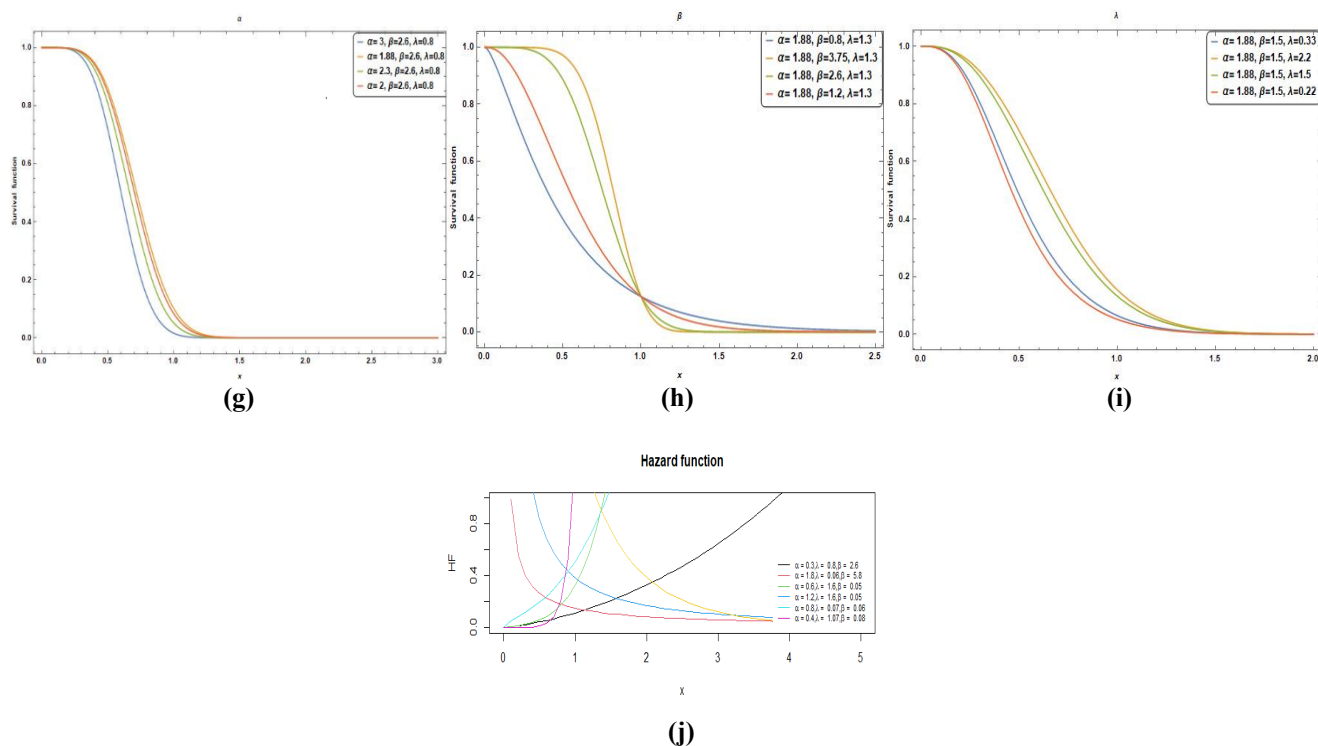 α
α= 3, β=2.6, λ=0.8
α= 1.88, β=2.6, λ=0.8
α= 2.3, β=2.6, λ=0.8
α= 2, β=2.6, λ=0.8
Survival function
1.0
0.8
0.6
0.4
0.2
0.0
0.0 0.5 1.0 1.5 2.0 2.5 3.0
x
(g)
β
α= 1.88, β=0.8, λ=1.3
α= 1.88, β=3.75, λ=1.3
α= 1.88, β=2.6, λ=1.3
α= 1.88, β=1.2, λ=1.3
Survival function
1.0
0.8
0.6
0.4
0.2
0.0
0.0 0.5 1.0 1.5 2.0 2.5
x
(h)
λ
α= 1.88, β=1.5, λ=0.33
α= 1.88, β=1.5, λ=2.2
α= 1.88, β=1.5, λ=1.5
α= 1.88, β=1.5, λ=0.22
Survival function
1.0
0.8
0.6
0.4
0.2
0.0
0.0 0.5 1.0 1.5 2.0
x
(i)
Hazard function
HF
0.8
0.4
0.0
α = 0.3,λ = 0.8,β = 2.6
α = 1.8,λ = 0.06,β = 5.8
α = 0.6,λ = 1.6,β = 0.05
α = 1.2,λ = 1.6,β = 0.05
α = 0.8,λ = 0.07,β = 0.06
α = 0.4,λ = 1.07,β = 0.08
0 1 2 3 4 5
X
(j)